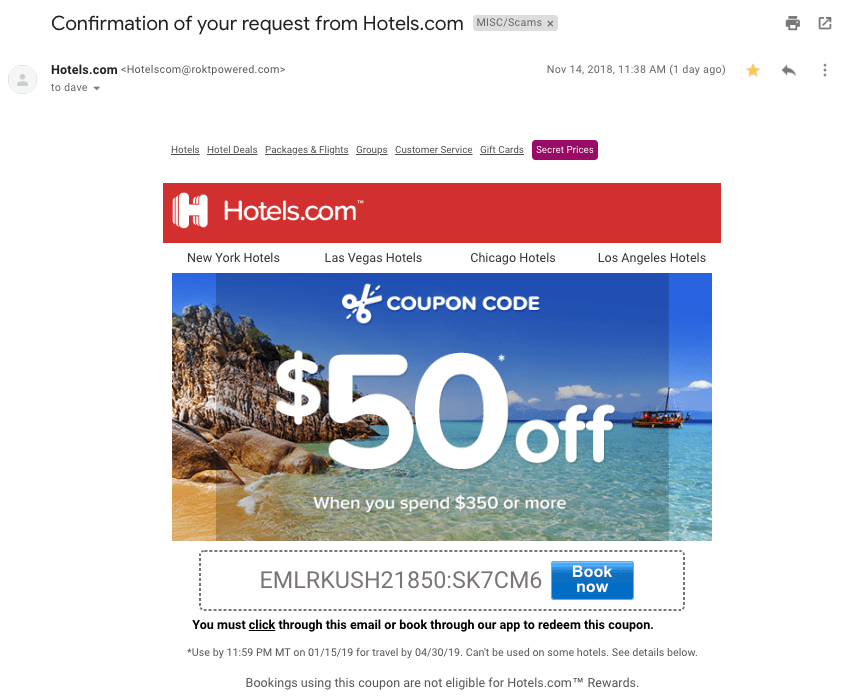 Confirmation of your request from Hotels.com MISC/Scams ×
Hotels.com <Hotelscom@roktpowered.com> Nov 14, 2018, 11:38 AM (1 day ago)
to dave
Hotels Hotel Deals Packages & Flights Groups Customer Service Gift Cards Secret Prices
Hotels.com™
New York Hotels Las Vegas Hotels Chicago Hotels Los Angeles Hotels
COUPON CODE
$50off*
When you spend $350 or more
EMLRKUSH21850:SK7CM6 Book
now
You must click through this email or book through our app to redeem this coupon.
*Use by 11:59 PM MT on 01/15/19 for travel by 04/30/19. Can't be used on some hotels. See details below.
Bookings using this coupon are not eligible for Hotels.com™ Rewards.